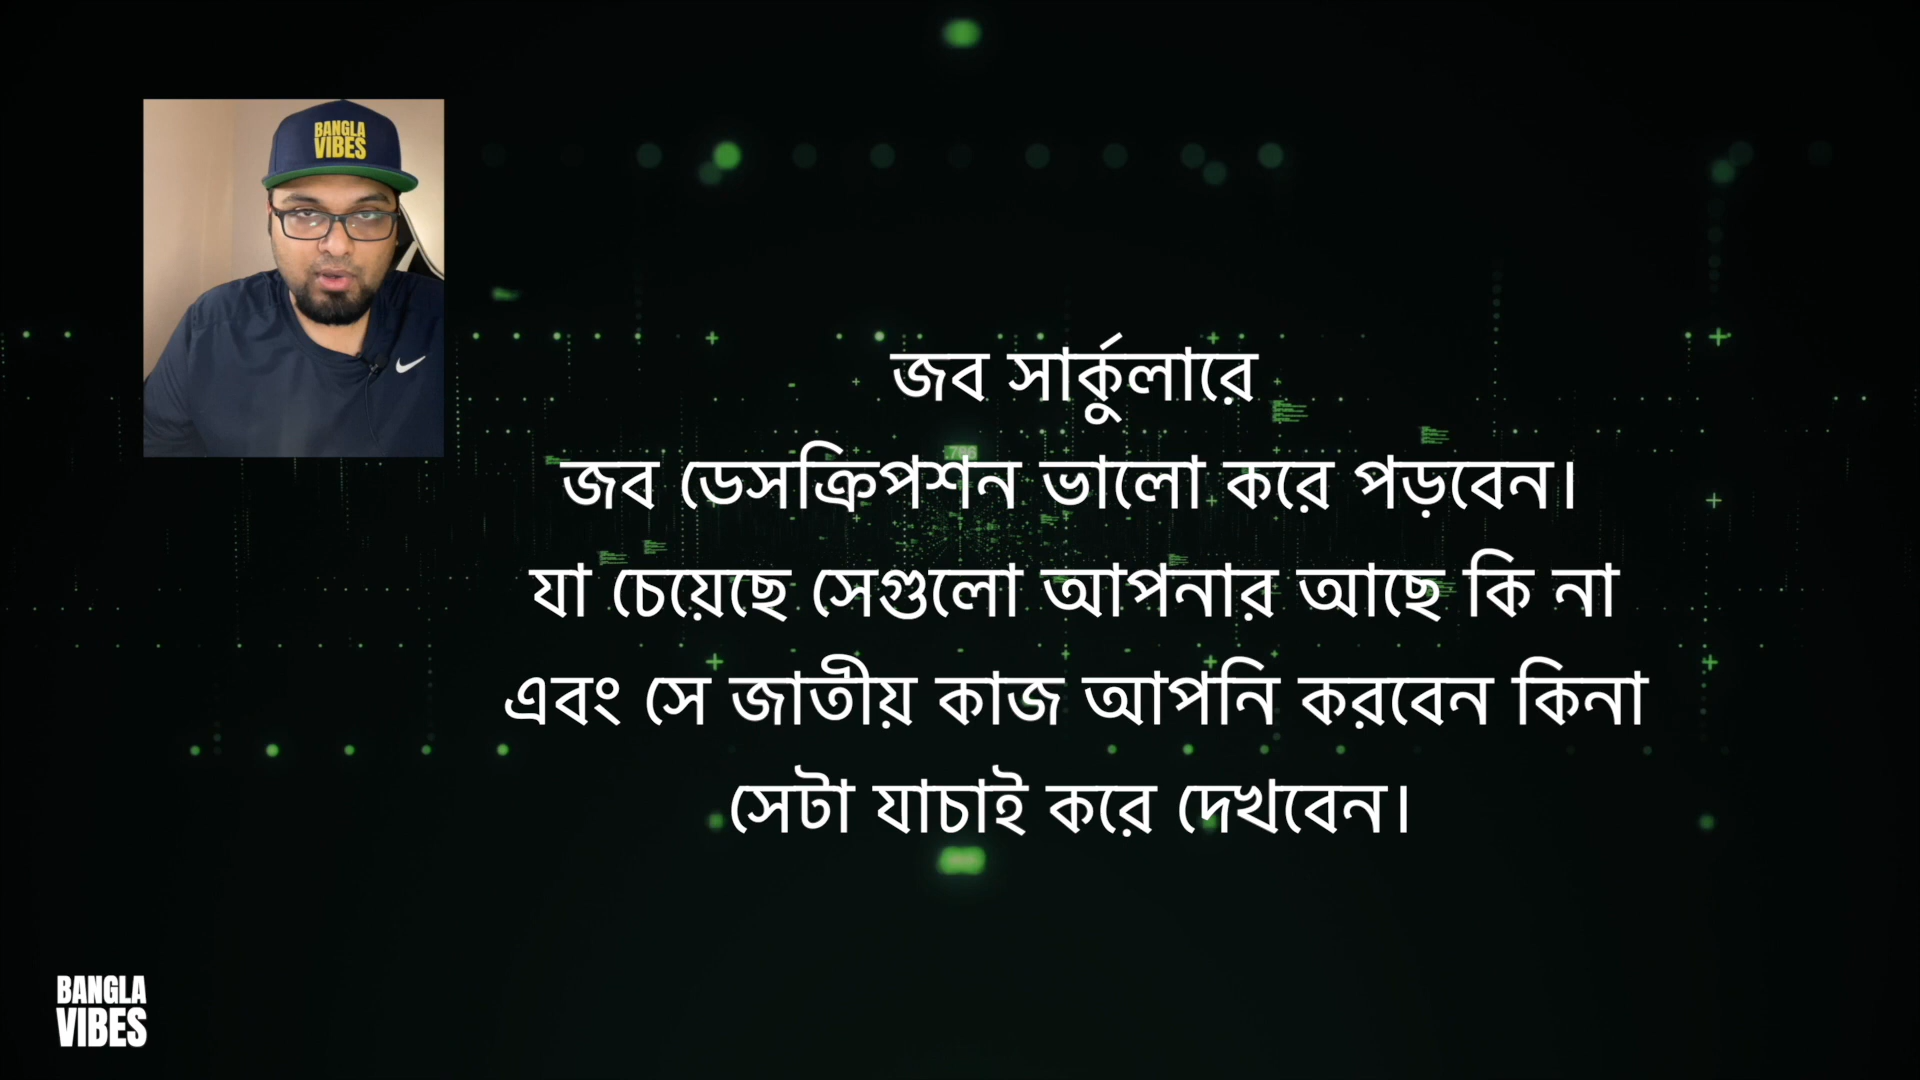 BANGLA
VIBES
জব সার্কুলারে
জব ডেসক্রিপশন ভালো করে পড়বেন।
যা চেয়েছে সেগুলো আপনার আছে কি না
এবং সে জাতীয় কাজ আপনি করবেন কিনা
সেটা যাচাই করে দেখবেন।
BANGLA
VIBES